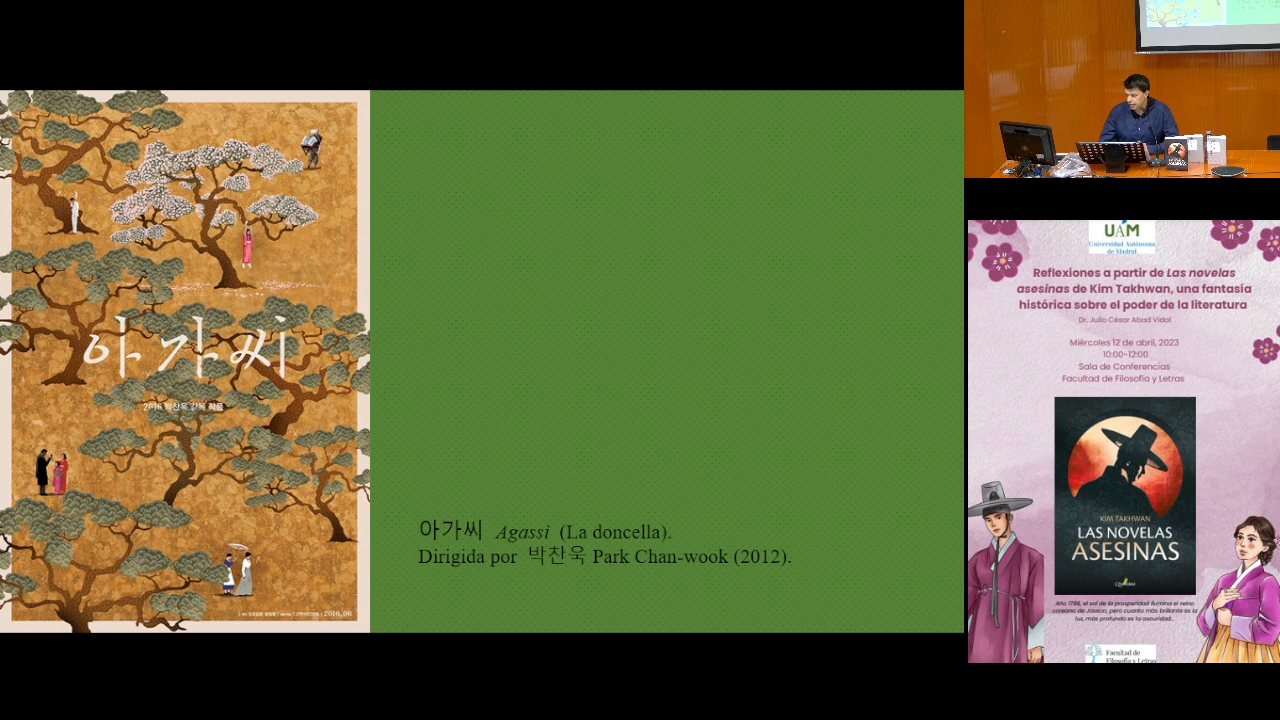 아가씨
2016 박찬욱 감독 작품
2016.06
아가씨 Agassi (La doncella).
Dirigida por 박찬욱 Park Chan-wook (2012).
UAM
Universidad Autónoma
de Madrid
Reflexiones a partir de Las novelas
asesinas de Kim Takhwan, una fantasía
histórica sobre el poder de la literatura
Dr. Julio César Abad Vidal
Miércoles 12 de abril, 2023
10:00-12:00
Sala de Conferencias
Facultad de Filosofía y Letras
KIM TAKHWAN
LAS NOVELAS
ASESINAS
Año 1788, el sol de la prosperidad ilumina el reino
coreano de Joseon, pero cuanto más brillante es la
luz, más profunda es la oscuridad...
Facultad de
Filosofía y Letras